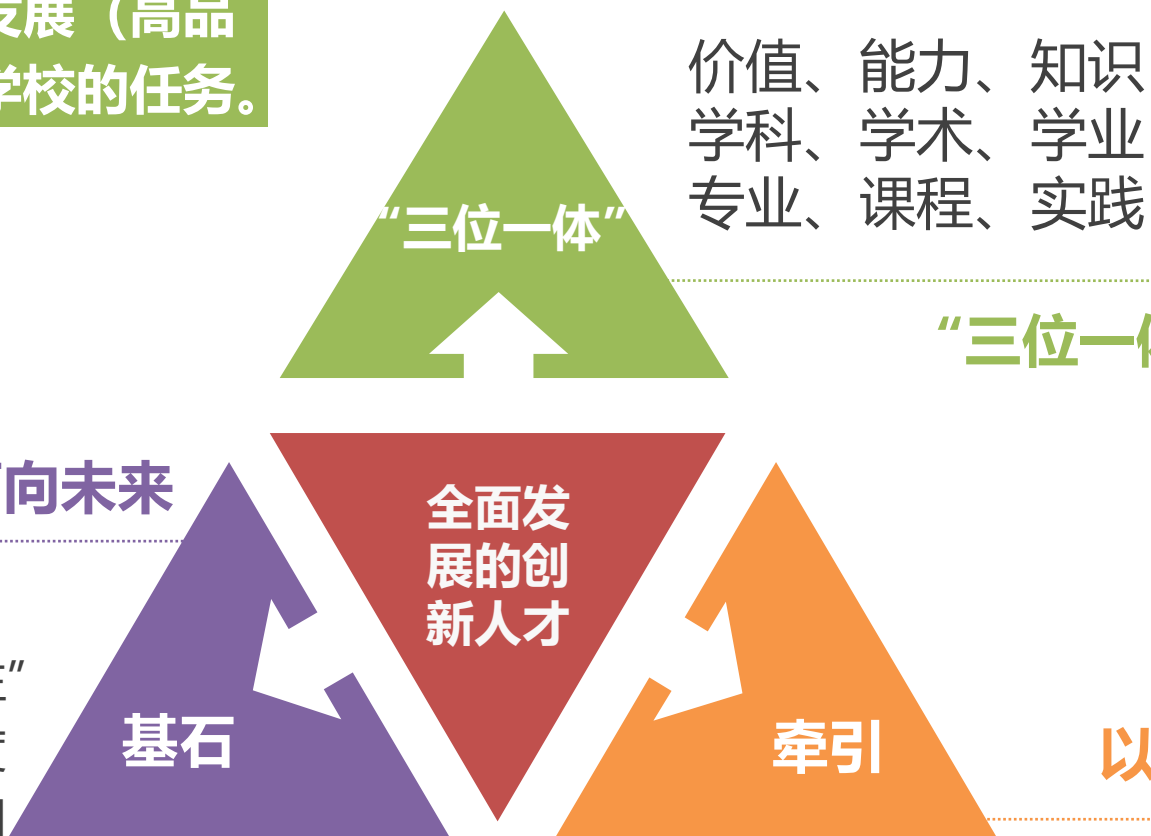 发展（高品
学校的任务。
价值、能力、知识
学科、学术、学业
专业、课程、实践
“三位一体”
“三位一
向未来
全面发
展的创
新人才
基石
牵引
以